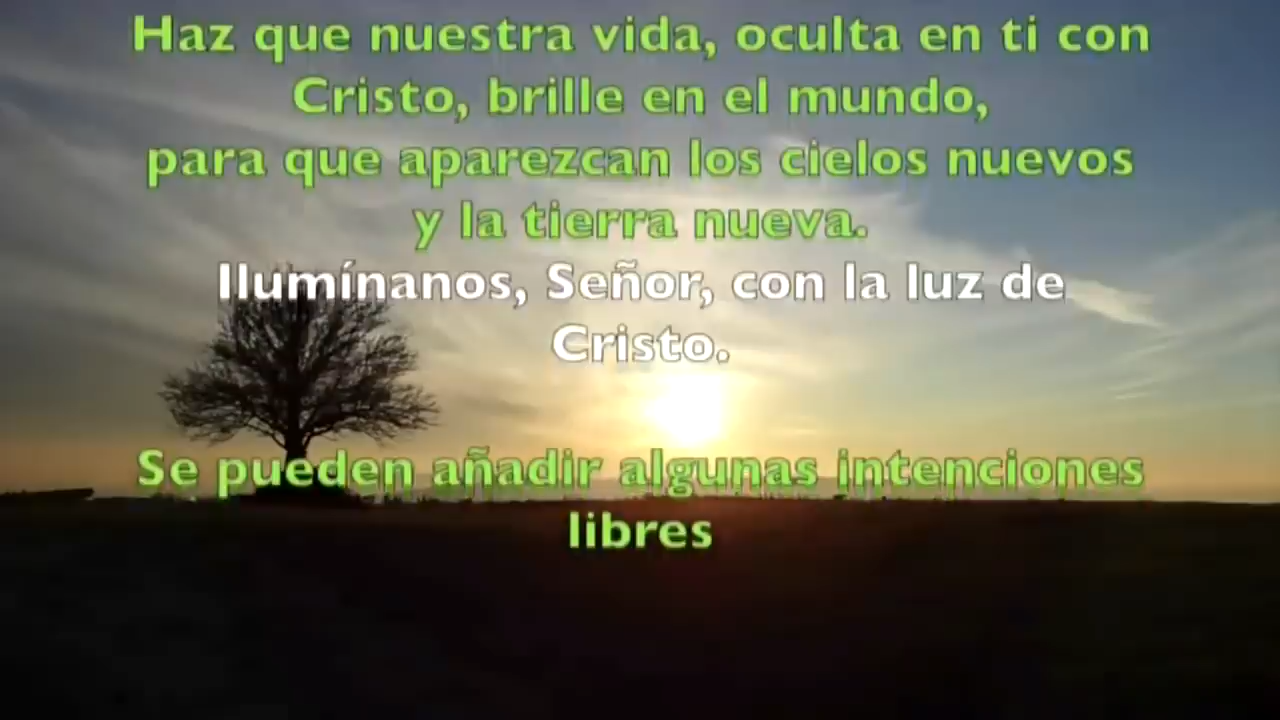 Haz que nuestra vida, oculta en ti con
Cristo, brille en el mundo,
para que aparezcan los cielos nuevos
y la tierra nueva.
Ilumínanos, Señor, con la luz de
Cristo.
Se pueden añadir algunas intenciones
libres